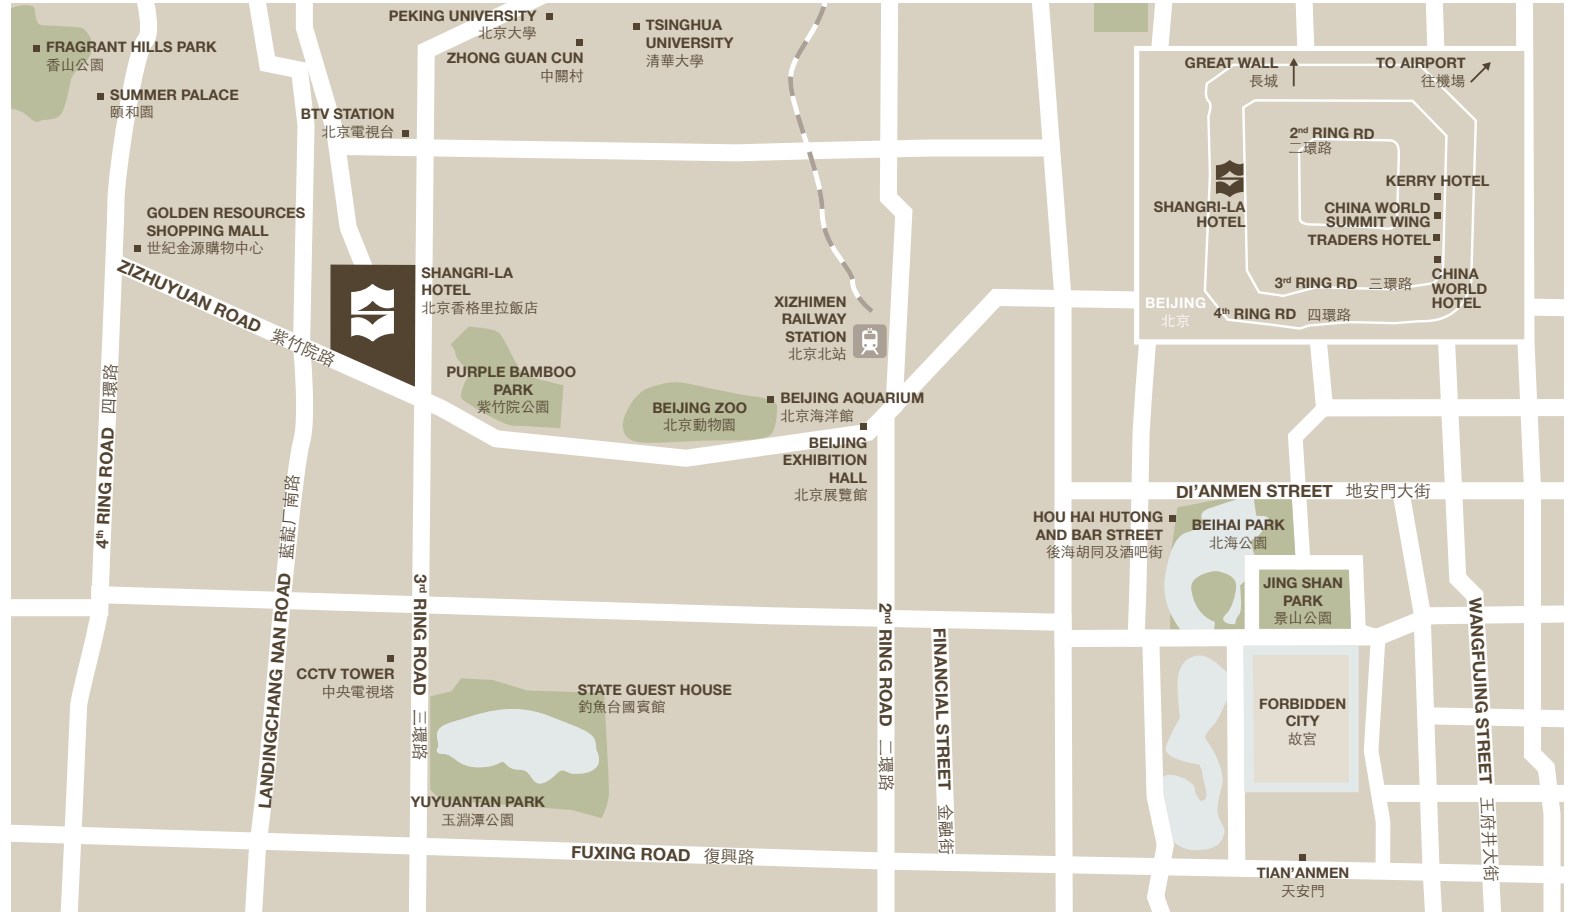 PEKING UNIVERSITY
北京大學
TSINGHUA
UNIVERSITY
清華大學
ZHONG GUAN CUN
中關村
FRAGRANT HILLS PARK
香山公園
SUMMER PALACE
頤和園
BTV STATION
北京電視台
GOLDEN RESOURCES
SHOPPING MALL
世紀金源購物中心
ZIZHUYUAN ROAD 紫竹院路
SHANGRI-LA
HOTEL
北京香格里拉飯店
XIZHIMEN
RAILWAY
STATION
北京北站
PURPLE BAMBOO
PARK
紫竹院公園
BEIJING ZOO
北京動物園
BEIJING AQUARIUM
北京海洋館
BEIJING
EXHIBITION
HALL
北京展覽館
4th RING ROAD 四環路
LANDINGCHANG NAN ROAD 藍靛厂南路
3rd RING ROAD 三環路
2nd RING ROAD 二環路
FINANCIAL STREET 金融街
CCTV TOWER
中央電視塔
STATE GUEST HOUSE
釣魚台國賓館
YUYUANTAN PARK
玉淵潭公園
FUXING ROAD 復興路
GREAT WALL
長城
TO AIRPORT
往機場
2nd RING RD
二環路
KERRY HOTEL
SHANGRI-LA
HOTEL
CHINA WORLD
SUMMIT WING
TRADERS HOTEL
CHINA
WORLD
HOTEL
3rd RING RD 三環路
BEIJING
北京
4th RING RD 四環路
DI’ANMEN STREET 地安門大街
HOU HAI HUTONG
AND BAR STREET
後海胡同及酒吧街
BEIHAI PARK
北海公園
JING SHAN
PARK
景山公園
FORBIDDEN
CITY
故宮
WANGFUJING STREET 王府井大街
TIAN’ANMEN
天安門